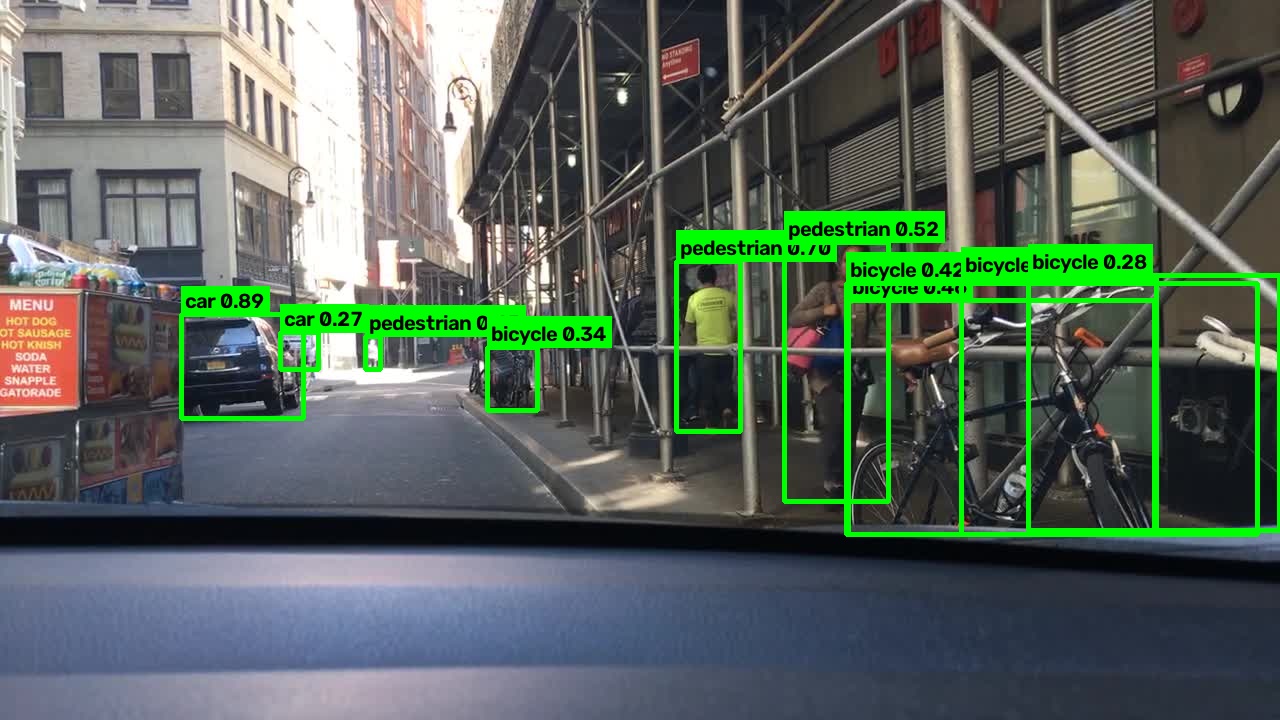 NO STANDING
Anytime
MENU
HOT DOG
OT SAUSAGE
HOT KNISH
SODA
WATER
SNAPPLE
GATORADE
car 0.89
car 0.27
pedestrian 0
bicycle 0.34
pedestrian 0.70
pedestrian 0.52
bicycle 0.42
bicycle 0.40
bicycle
bicycle 0.28